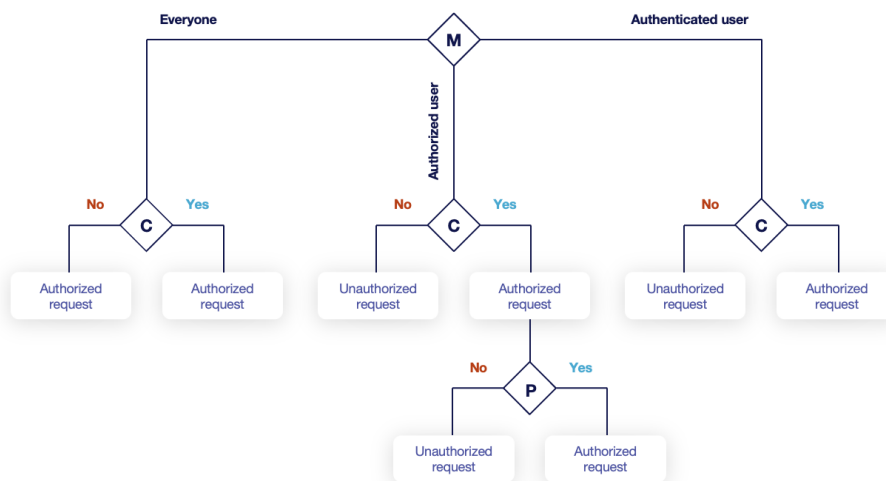 Everyone
M
Authenticated user
Authorized user
No
Yes
No
Yes
No
Yes
C
C
C
Authorized
request
Authorized
request
Unauthorized
request
Authorized
request
Unauthorized
request
Authorized
request
No
Yes
P
Unauthorized
request
Authorized
request